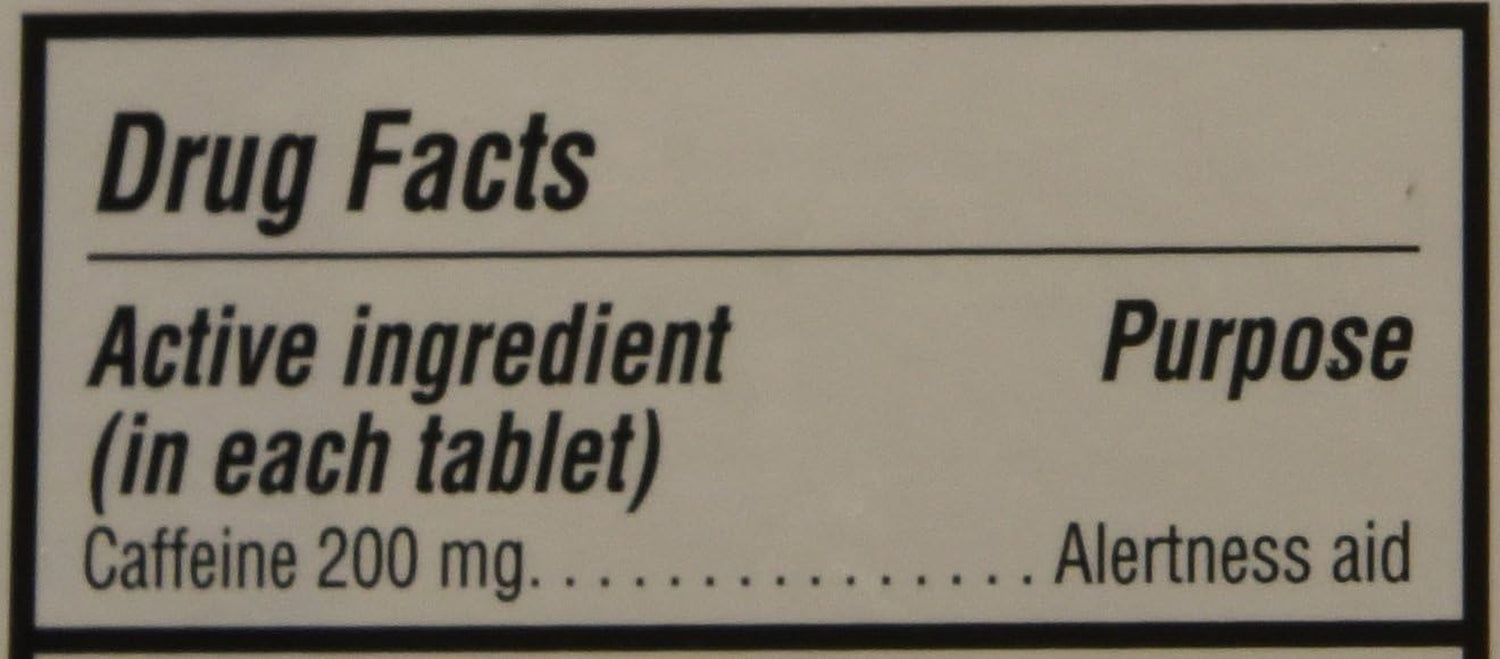 Drug Facts
Active ingredient Purpose
(in each tablet)
Caffeine 200 mg. . . . . . . . . . . . . . . . . . Alertness aid